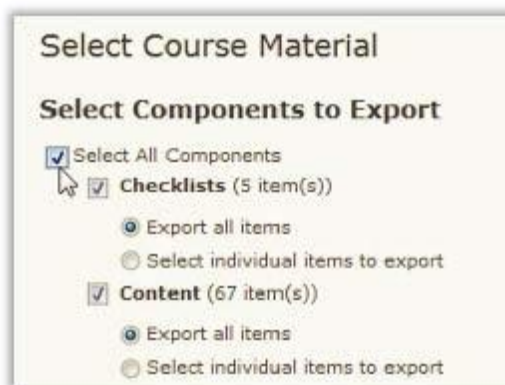 Select Course Material
Select Components to Export
Select All Components
Checklists (5 item(s))
Export all items
Select individual items to export
Content (67 item(s))
Export all items
Select individual items to export